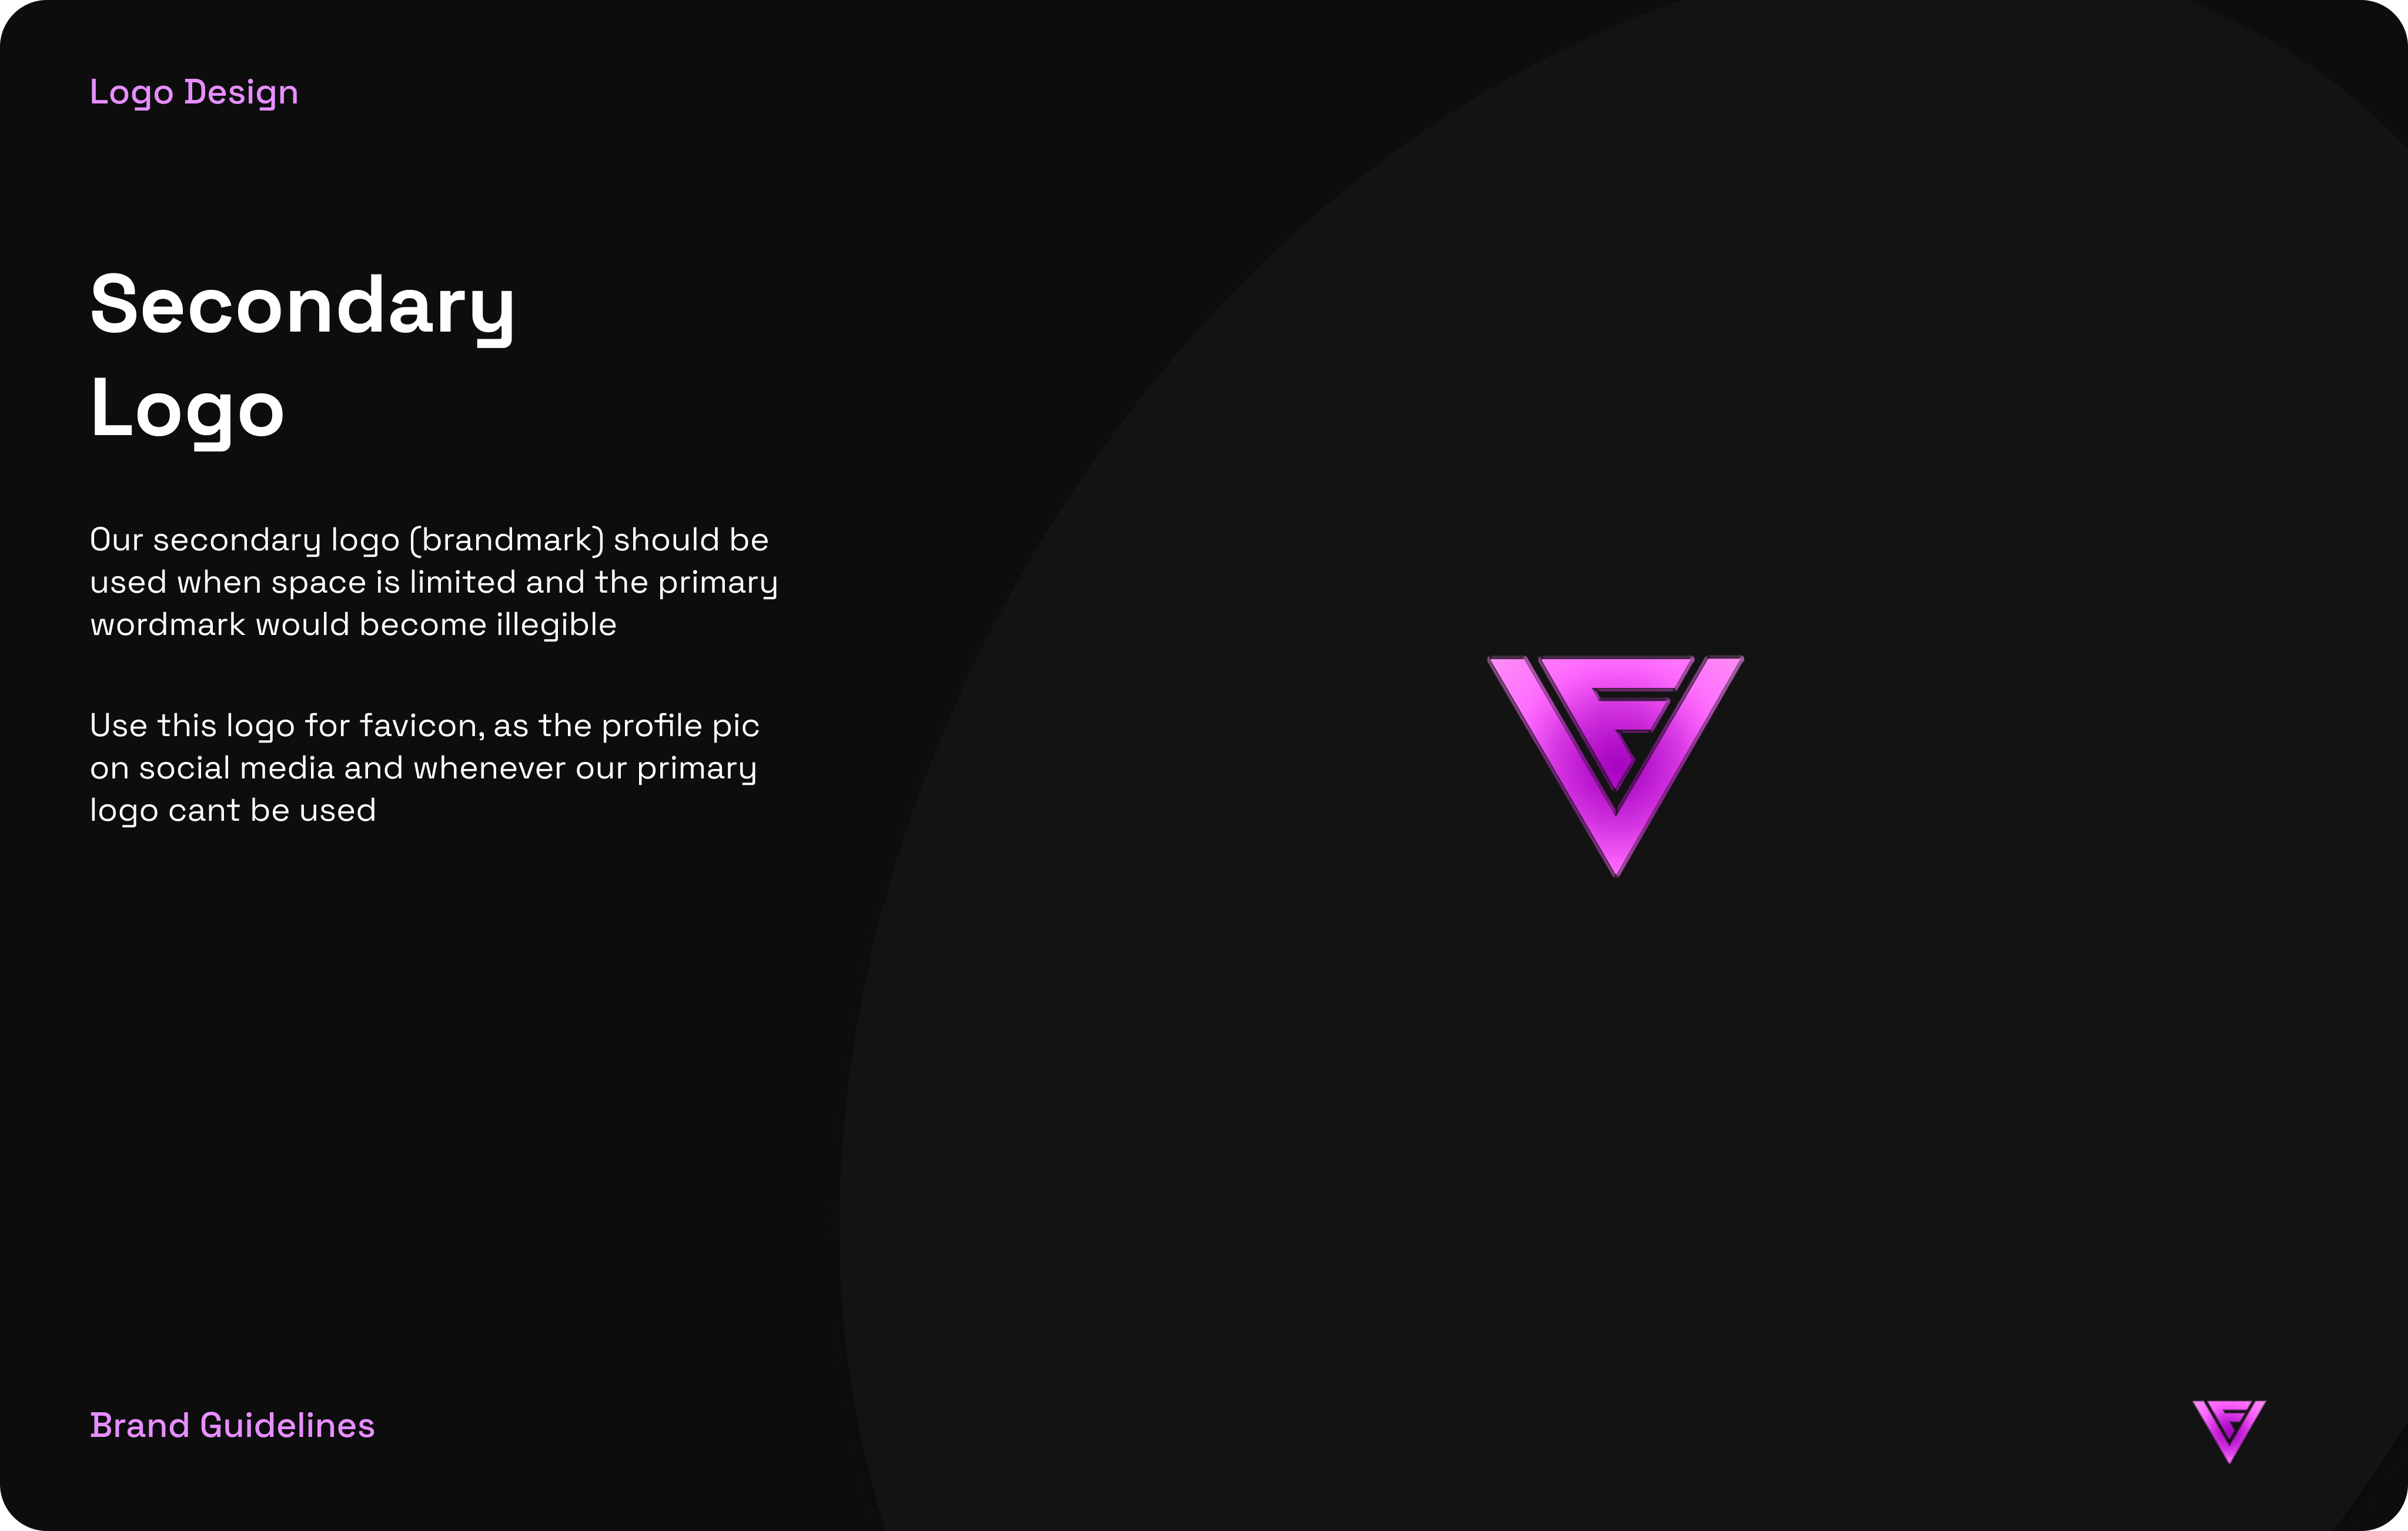 Logo Design
Secondary
Logo
Our secondary logo (brandmark) should be
used when space is limited and the primary
wordmark would become illegible
Use this logo for favicon, as the profile pic
on social media and whenever our primary
logo cant be used
Brand Guidelines